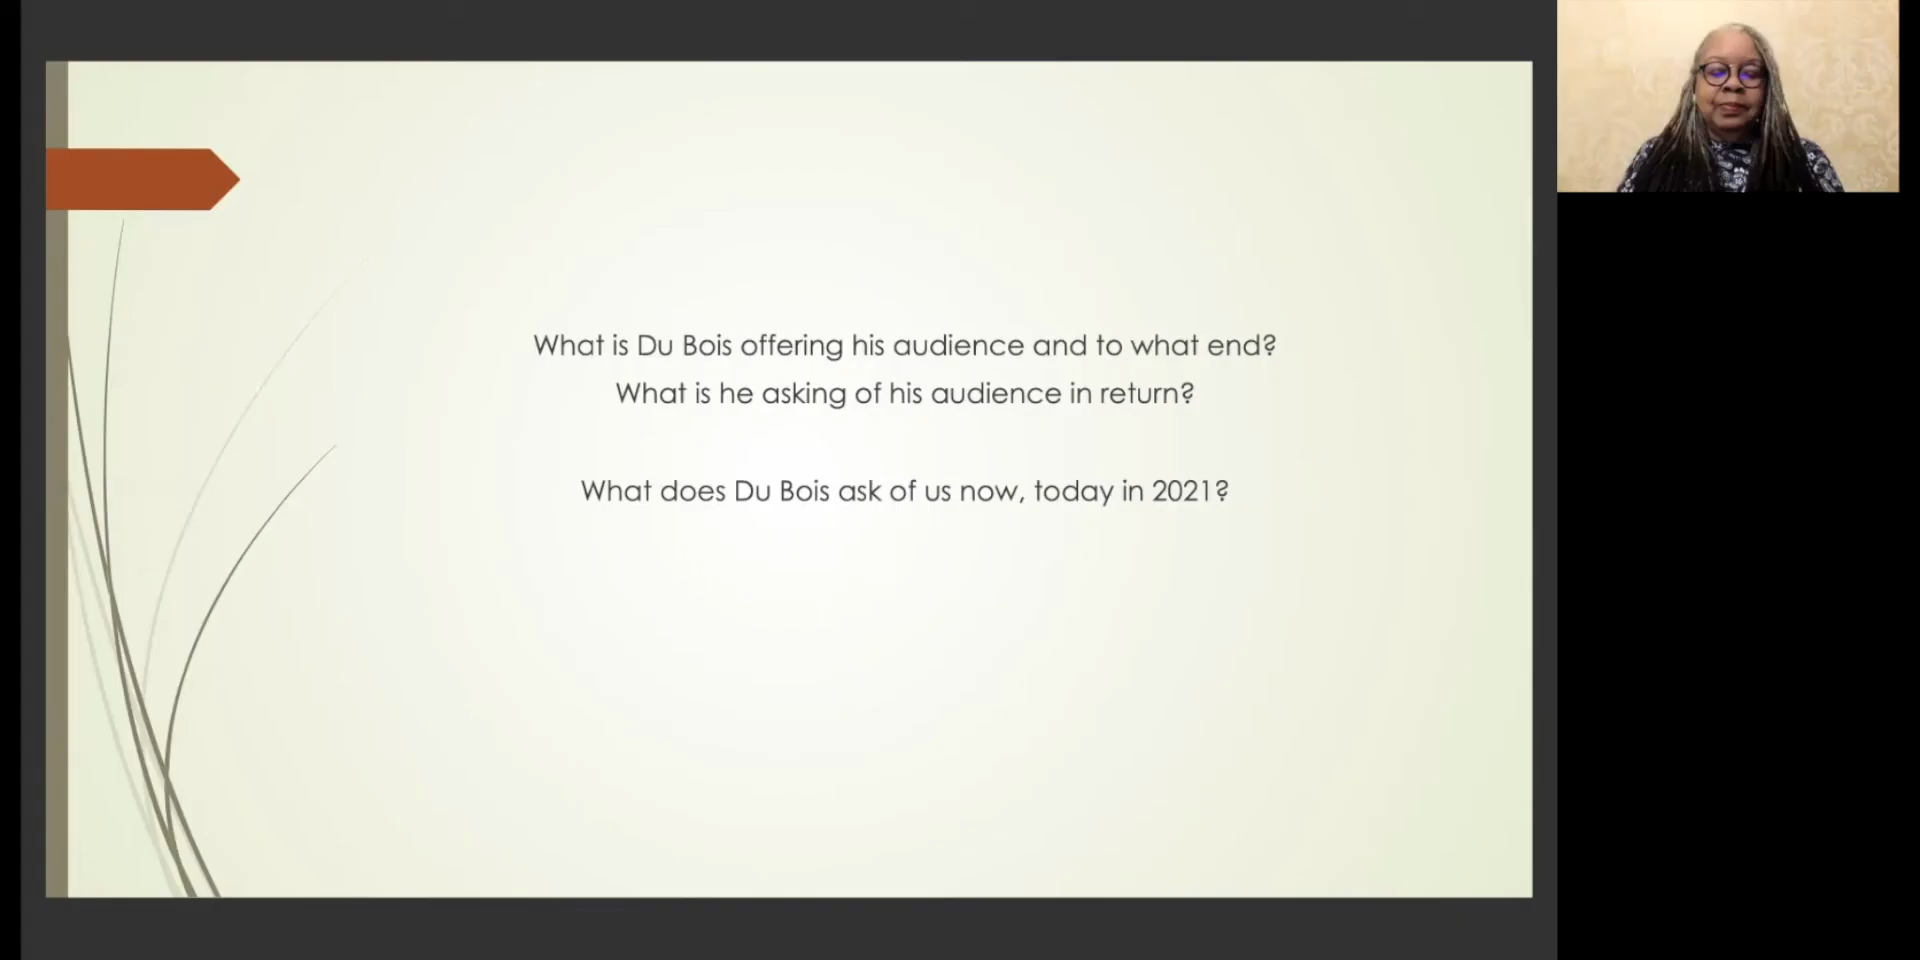 What is Du Bois offering his audience and to what end?
What is he asking of his audience in return?
What does Du Bois ask of us now, today in 2021?